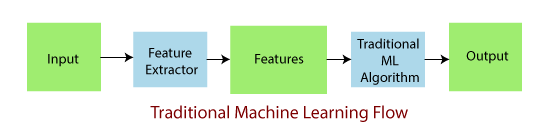 Input
Feature
Extractor
Features
Traditional
ML
Algorithm
Output
Traditional Machine Learning Flow